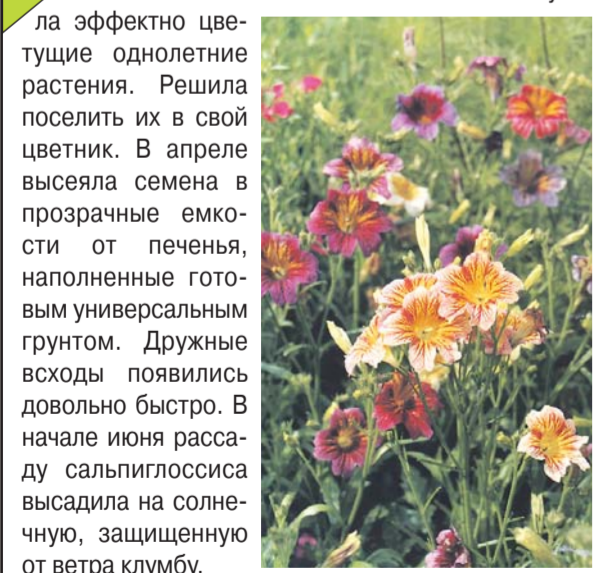 ла эффектно цве-
тущие однолетние
растения. Решила
поселить их в свой
цветник. В апреле
высеяла семена в
прозрачные емко-
сти от печенья,
наполненные гото-
вым универсальным
грунтом. Дружные
всходы появились
довольно быстро. В
начале июня расса-
ду сальпиглоссиса
высадила на солне-
чную, защищенную
от ветра клумбу.